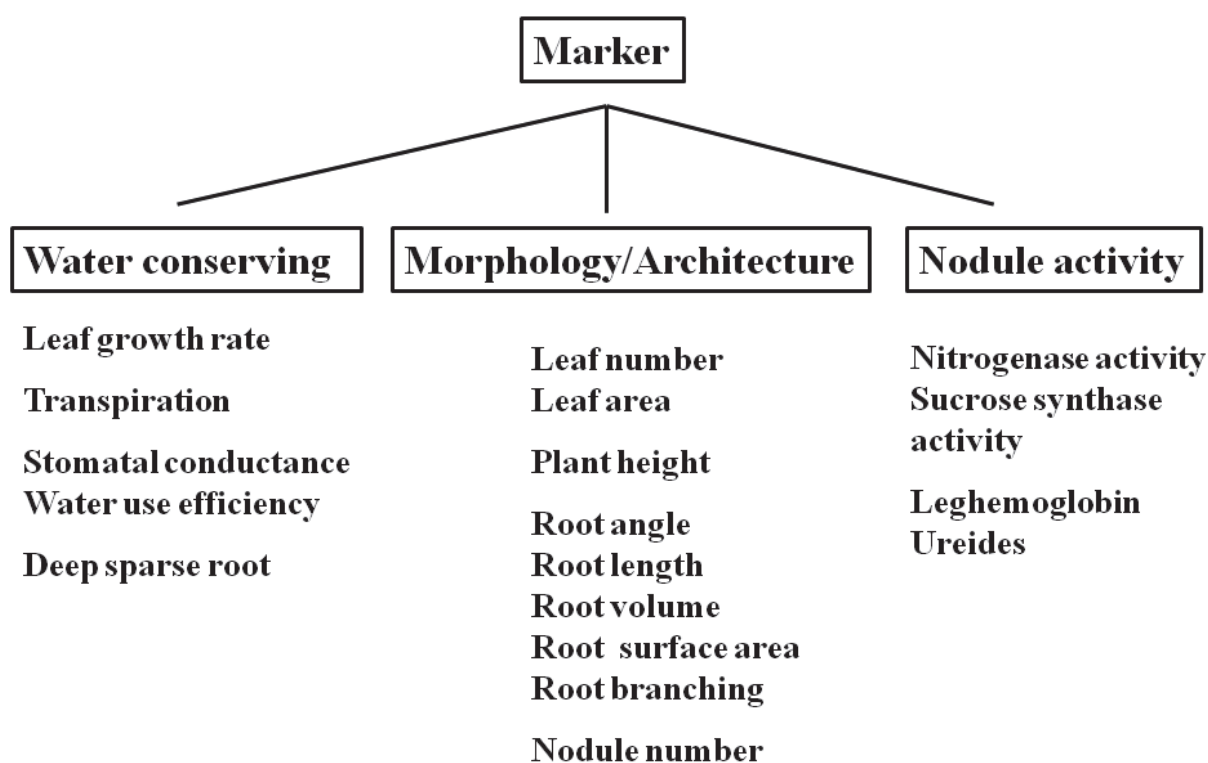 Marker
Water conserving
Leaf growth rate
Transpiration
Stomatal conductance
Water use efficiency
Deep sparse root
Morphology/Architecture
Leaf number
Leaf area
Plant height
Root angle
Root length
Root volume
Root surface area
Root branching
Nodule number
Nodule activity
Nitrogenase activity
Sucrose synthase
activity
Leghemoglobin
Ureides